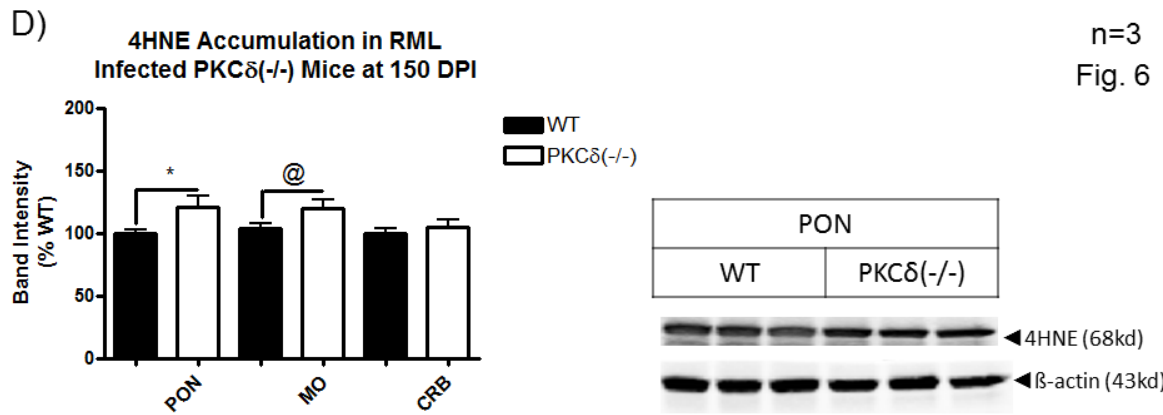 D)
4HNE Accumulation in RML
Infected PKCδ(-/-) Mice at 150 DPI
n=3
Fig. 6
WT
PKCδ(-/-)
Band Intensity
(% WT)
200
150
100
50
0
*
@
PON
MO
CRB
PON
WT
PKCδ(-/-)
4HNE (68kd)
ß-actin (43kd)